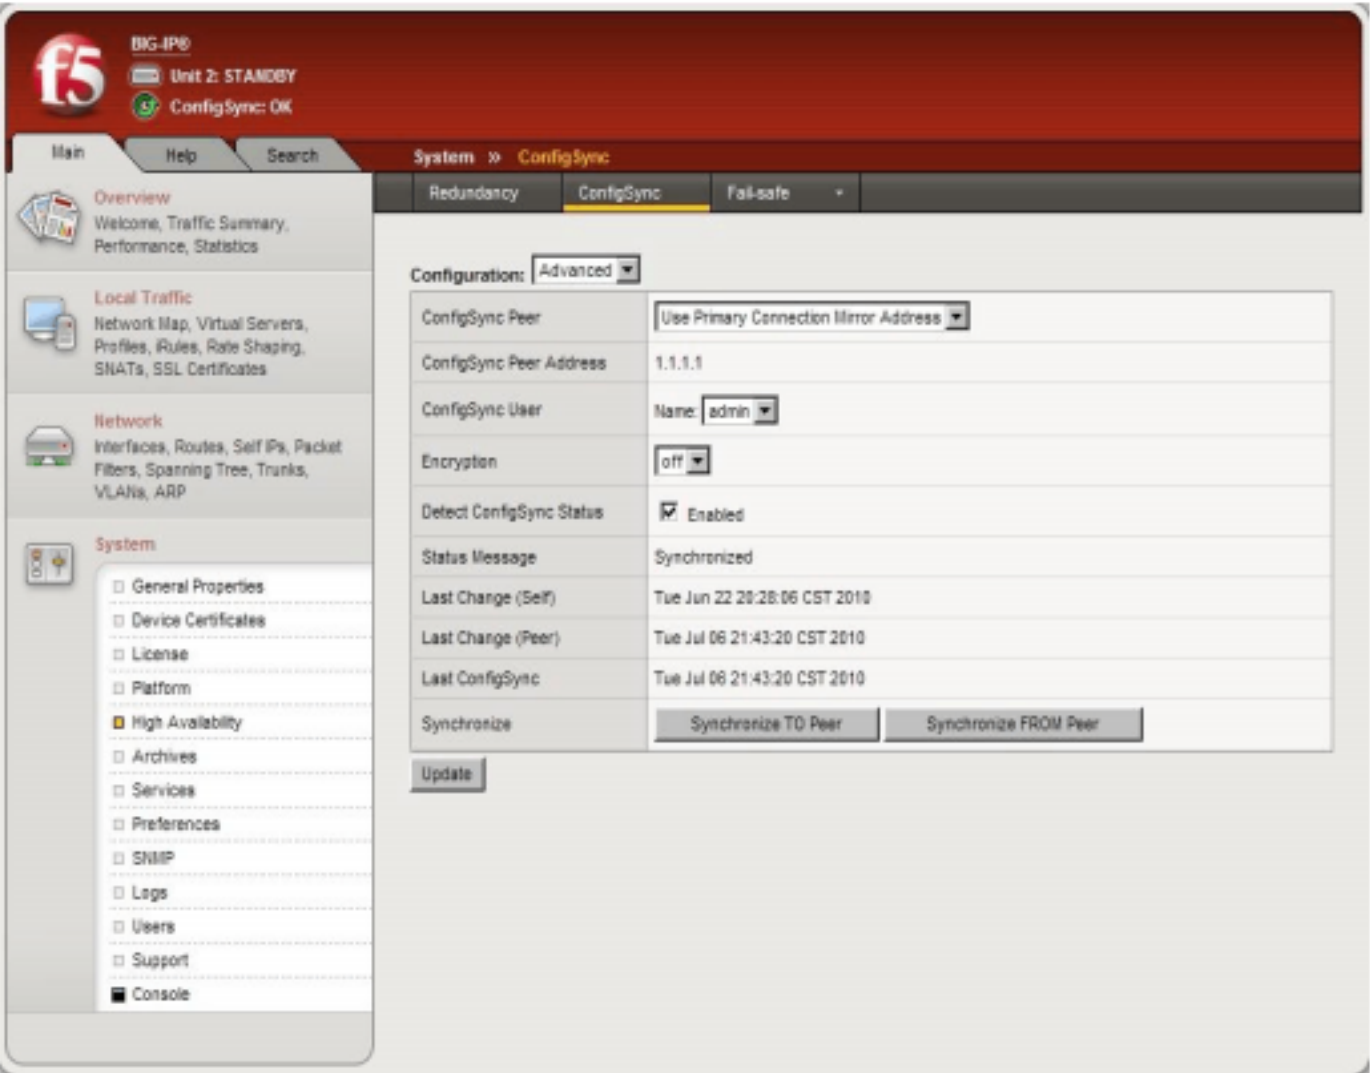 f5
BIG-IP®
Unit 2: STANDBY
ConfigSync: OK
Main
Help
Search
System » ConfigSync
Redundancy
ConfigSync
Fail-safe
Overview
Welcome, Traffic Summary,
Performance, Statistics
Local Traffic
Network Map, Virtual Servers,
Profiles, iRules, Rate Shaping,
SNATs, SSL Certificates
Network
Interfaces, Routes, Self IPs, Packet
Filters, Spanning Tree, Trunks,
VLANs, ARP
System
General Properties
Device Certificates
License
Platform
High Availability
Archives
Services
Preferences
SNMP
Logs
Users
Support
Console
Configuration: Advanced
ConfigSync Peer Use Primary Connection Mirror Address
ConfigSync Peer Address 1.1.1.1
ConfigSync User Name: admin
Encryption off
Detect ConfigSync Status Enabled
Status Message Synchronized
Last Change (Self) Tue Jun 22 20:28:06 CST 2010
Last Change (Peer) Tue Jul 06 21:43:20 CST 2010
Last ConfigSync Tue Jul 06 21:43:20 CST 2010
Synchronize Synchronize TO Peer Synchronize FROM Peer
Update